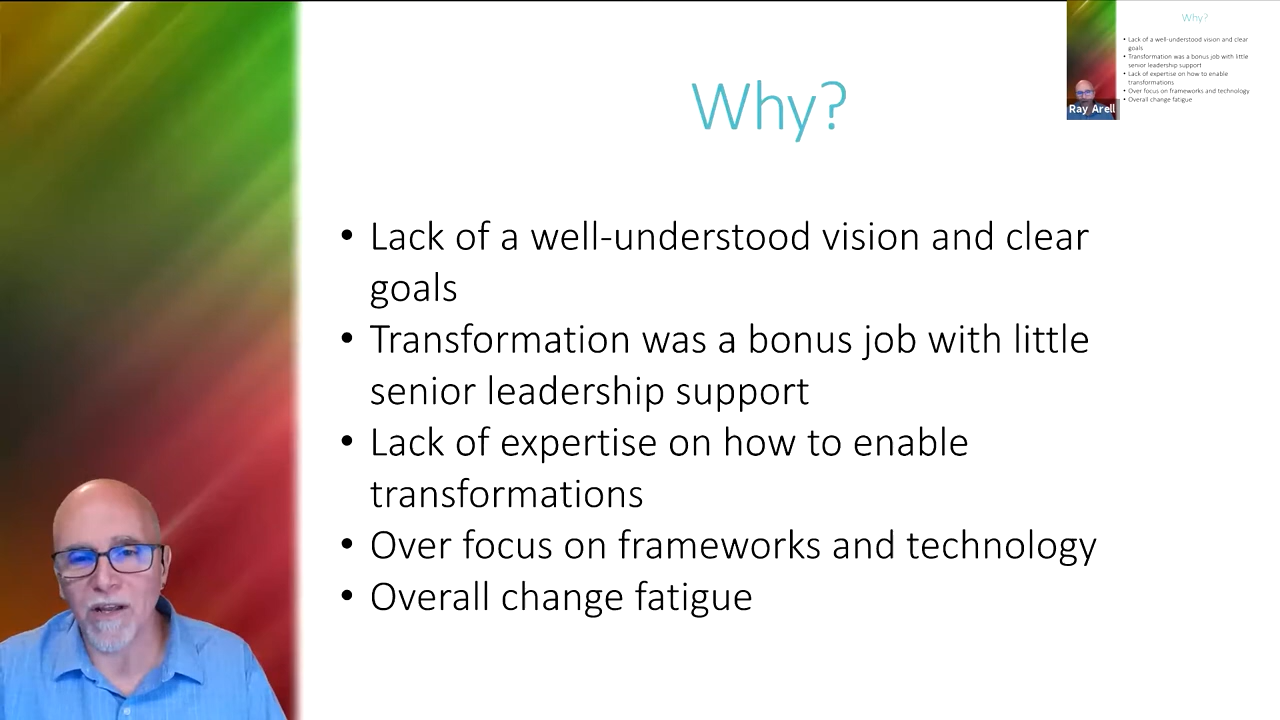 Why?
• Lack of a well-understood vision and clear
goals
• Transformation was a bonus job with little
senior leadership support
• Lack of expertise on how to enable
transformations
• Over focus on frameworks and technology
• Overall change fatigue
Why?
• Lack of a well-understood vision and clear
goals
• Transformation was a bonus job with little
senior leadership support
• Lack of expertise on how to enable
transformations
• Over focus on frameworks and technology
• Overall change fatigue
Ray Arell